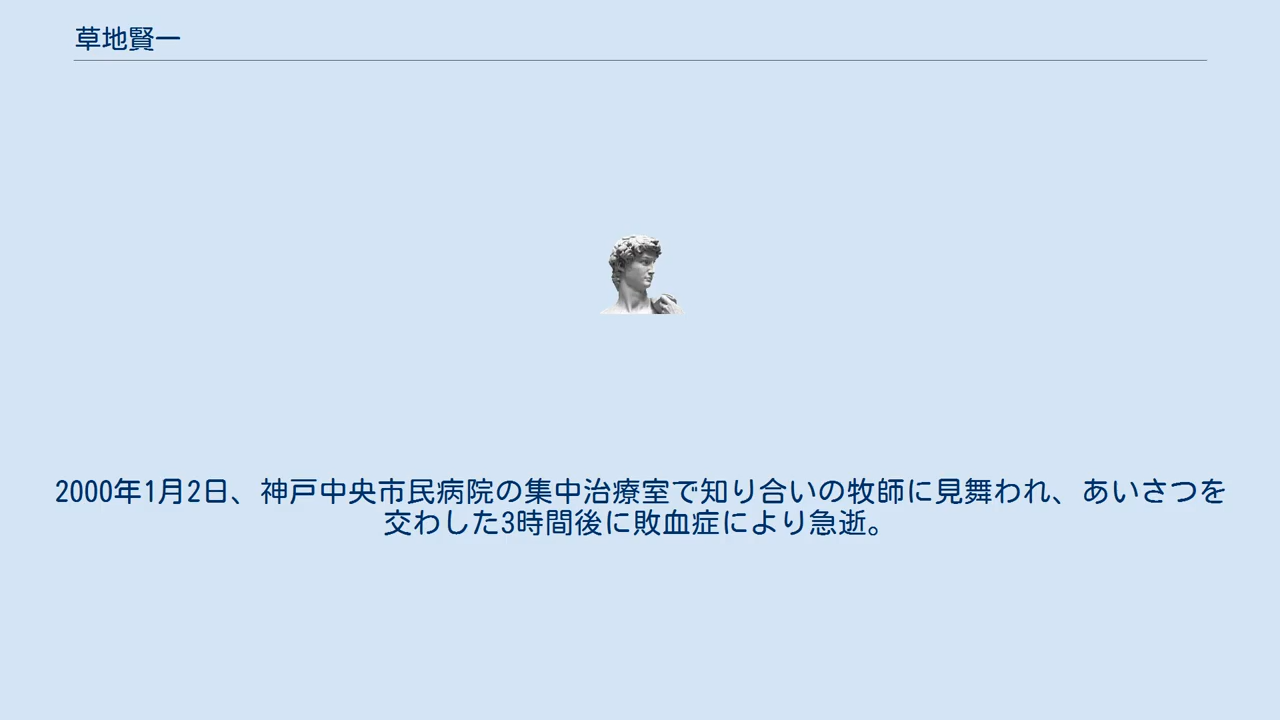 草地賢一
2000年1月2日、神戸中央市民病院の集中治療室で知り合いの牧師に見舞われ、あいさつを
交わした3時間後に敗血症により急逝。